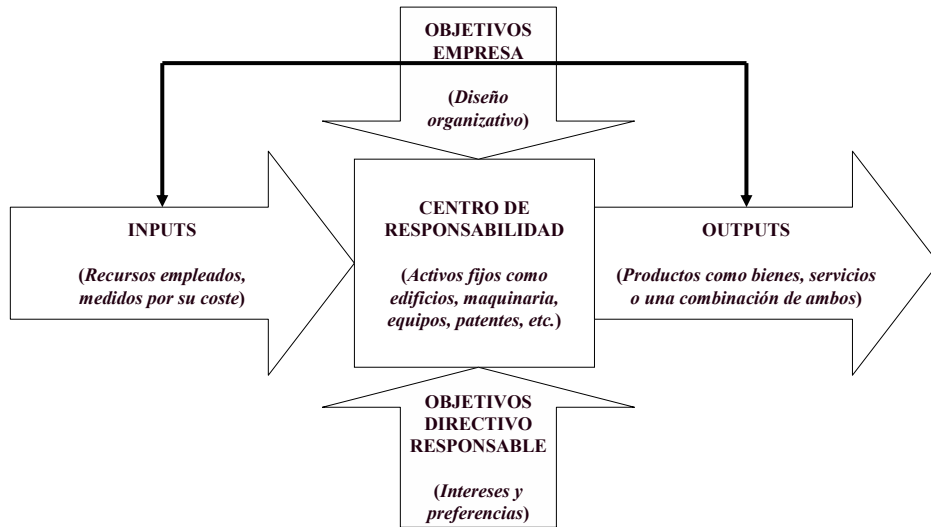 OBJETIVOS
EMPRESA
(Diseño
organizativo)
INPUTS
(Recursos empleados,
medidos por su coste)
CENTRO DE
RESPONSABILIDAD
(Activos fijos como
edificios, maquinaria,
equipos, patentes, etc.)
OUTPUTS
(Productos como bienes, servicios
o una combinación de ambos)
OBJETIVOS
DIRECTIVO
RESPONSABLE
(Intereses y
preferencias)